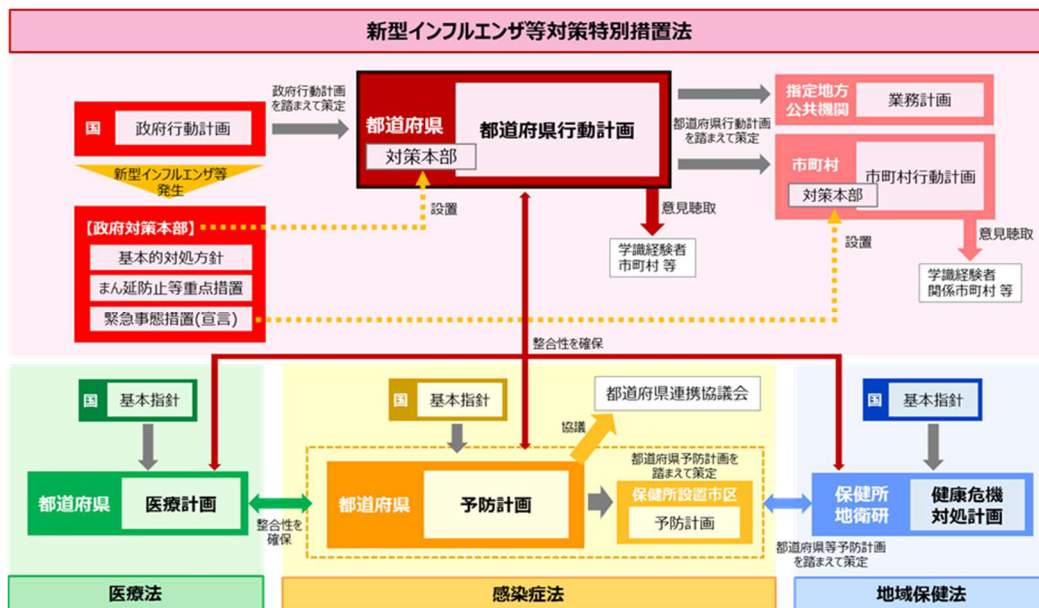 新型インフルエンザ等対策特別措置法
政府行動計画
を踏まえて策定
国
政府行動計画
都道府県
都道府県行動計画
対策本部
指定地方
公共機関
業務計画
都道府県行動計画
を踏まえて策定
市町村
市町村行動計画
対策本部
新型インフルエンザ等
発生
設置
意見聴取
学識経験者
市町村 等
設置
意見聴取
学識経験者
関係市町村 等
【政府対策本部】
基本的対処方針
まん延防止等重点措置
緊急事態措置(宣言)
整合性を確保
国
基本指針
都道府県
医療計画
整合性を
確保
医療法
国
基本指針
都道府県連携協議会
協議
都道府県
予防計画
都道府県予防計画を
踏まえて策定
保健所設置市区
予防計画
感染症法
国
基本指針
保健所
地衛研
健康危機
対処計画
都道府県等予防計画
を踏まえて策定
地域保健法